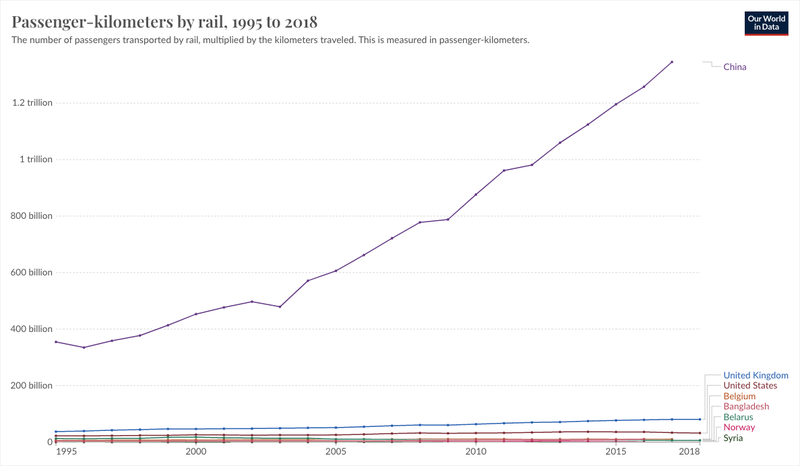 Passenger-kilometers by rail, 1995 to 2018
The number of passengers transported by rail, multiplied by the kilometers traveled. This is measured in passenger-kilometers.
Our World
in Data
1.2 trillion
1 trillion
800 billion
600 billion
400 billion
200 billion
0
1995
2000
2005
2010
2015
2018
China
United Kingdom
United States
Belgium
Bangladesh
Belarus
Norway
Syria